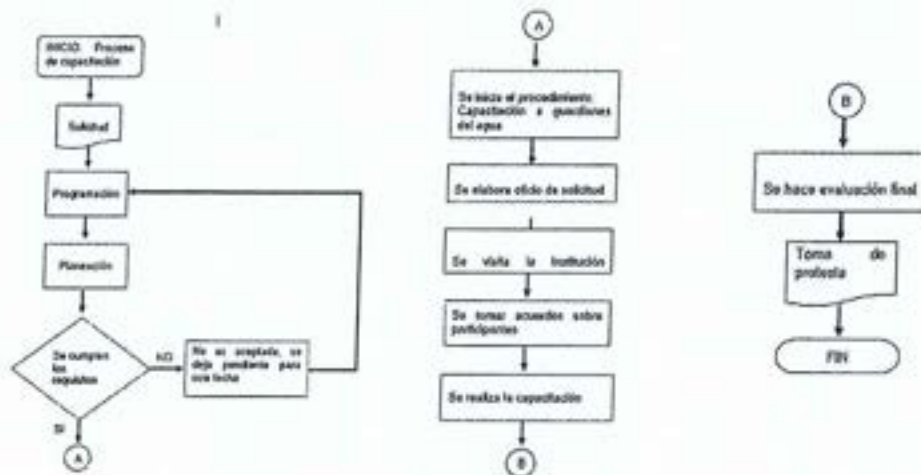 INICIO: Proceso
de capacitación
Solicitud
Programación
Planeación
Se cumplen
los
requisitos
NO
No es aceptada, se
deja pendiente para
otra fecha
SI
A
A
Se inicia el procedimiento:
Capacitación a guardianes
del agua
Se elabora oficio de solicitud
Se visita la Institución
Se toman acuerdos sobre
participantes
Se realiza la capacitación
B
B
Se hace evaluación final
Toma de
protesta
FIN